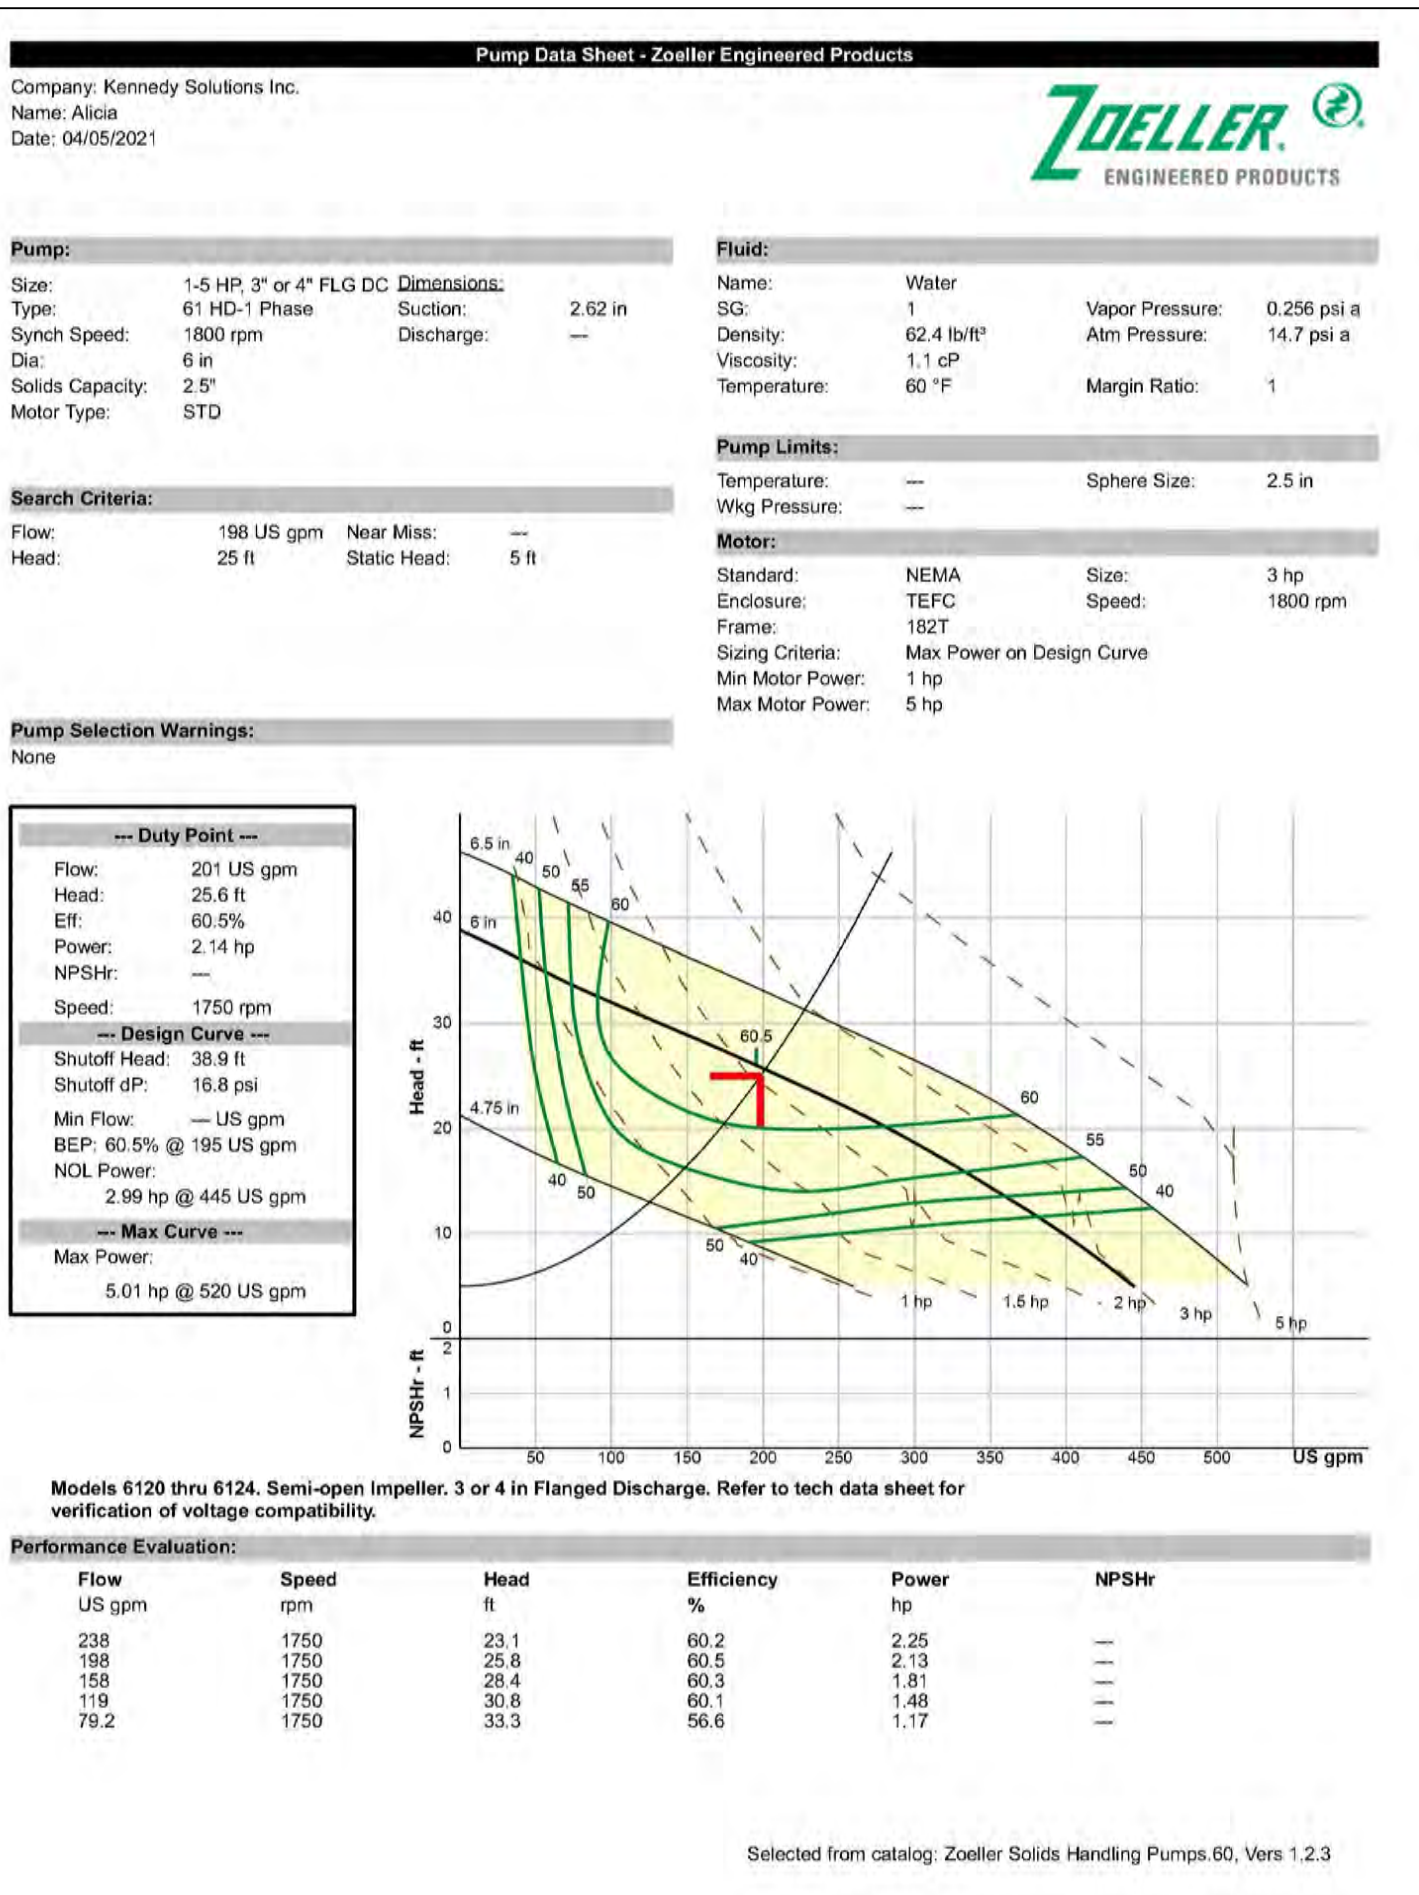 Pump Data Sheet - Zoeller Engineered Products
Company: Kennedy Solutions Inc.
Name: Alicia
Date: 04/05/2021
ZOELLER.
ENGINEERED PRODUCTS
Pump:
Size: 1-5 HP, 3" or 4" FLG DC Dimensions:
Type: 61 HD-1 Phase Suction: 2.62 in
Synch Speed: 1800 rpm Discharge: ---
Dia: 6 in
Solids Capacity: 2.5"
Motor Type: STD
Search Criteria:
Flow: 198 US gpm Near Miss: ---
Head: 25 ft Static Head: 5 ft
Fluid:
Name: Water
SG: 1 Vapor Pressure: 0.256 psi a
Density: 62.4 lb/ft³ Atm Pressure: 14.7 psi a
Viscosity: 1.1 cP
Temperature: 60 °F Margin Ratio: 1
Pump Limits:
Temperature: --- Sphere Size: 2.5 in
Wkg Pressure: ---
Motor:
Standard: NEMA Size: 3 hp
Enclosure: TEFC Speed: 1800 rpm
Frame: 182T
Sizing Criteria: Max Power on Design Curve
Min Motor Power: 1 hp
Max Motor Power: 5 hp
Pump Selection Warnings:
None
--- Duty Point ---
Flow: 201 US gpm
Head: 25.6 ft
Eff: 60.5%
Power: 2.14 hp
NPSHr: ---
Speed: 1750 rpm
--- Design Curve ---
Shutoff Head: 38.9 ft
Shutoff dP: 16.8 psi
Min Flow: --- US gpm
BEP: 60.5% @ 195 US gpm
NOL Power:
2.99 hp @ 445 US gpm
--- Max Curve ---
Max Power:
5.01 hp @ 520 US gpm
6.5 in
40
50
55
60
40
6 in
30
60.5
Head - ft
4.75 in
60
20
55
50
40
40
50
10
50
40
1 hp
1.5 hp
2 hp
3 hp
5 hp
0
2
NPSHr - ft
1
0
50 100 150 200 250 300 350 400 450 500 US gpm
Models 6120 thru 6124. Semi-open Impeller. 3 or 4 in Flanged Discharge. Refer to tech data sheet for
verification of voltage compatibility.
Performance Evaluation:
Flow Speed Head Efficiency Power NPSHr
US gpm rpm ft % hp
238 1750 23.1 60.2 2.25 ---
198 1750 25.8 60.5 2.13 ---
158 1750 28.4 60.3 1.81 ---
119 1750 30.8 60.1 1.48 ---
79.2 1750 33.3 56.6 1.17 ---
Selected from catalog: Zoeller Solids Handling Pumps.60, Vers 1.2.3